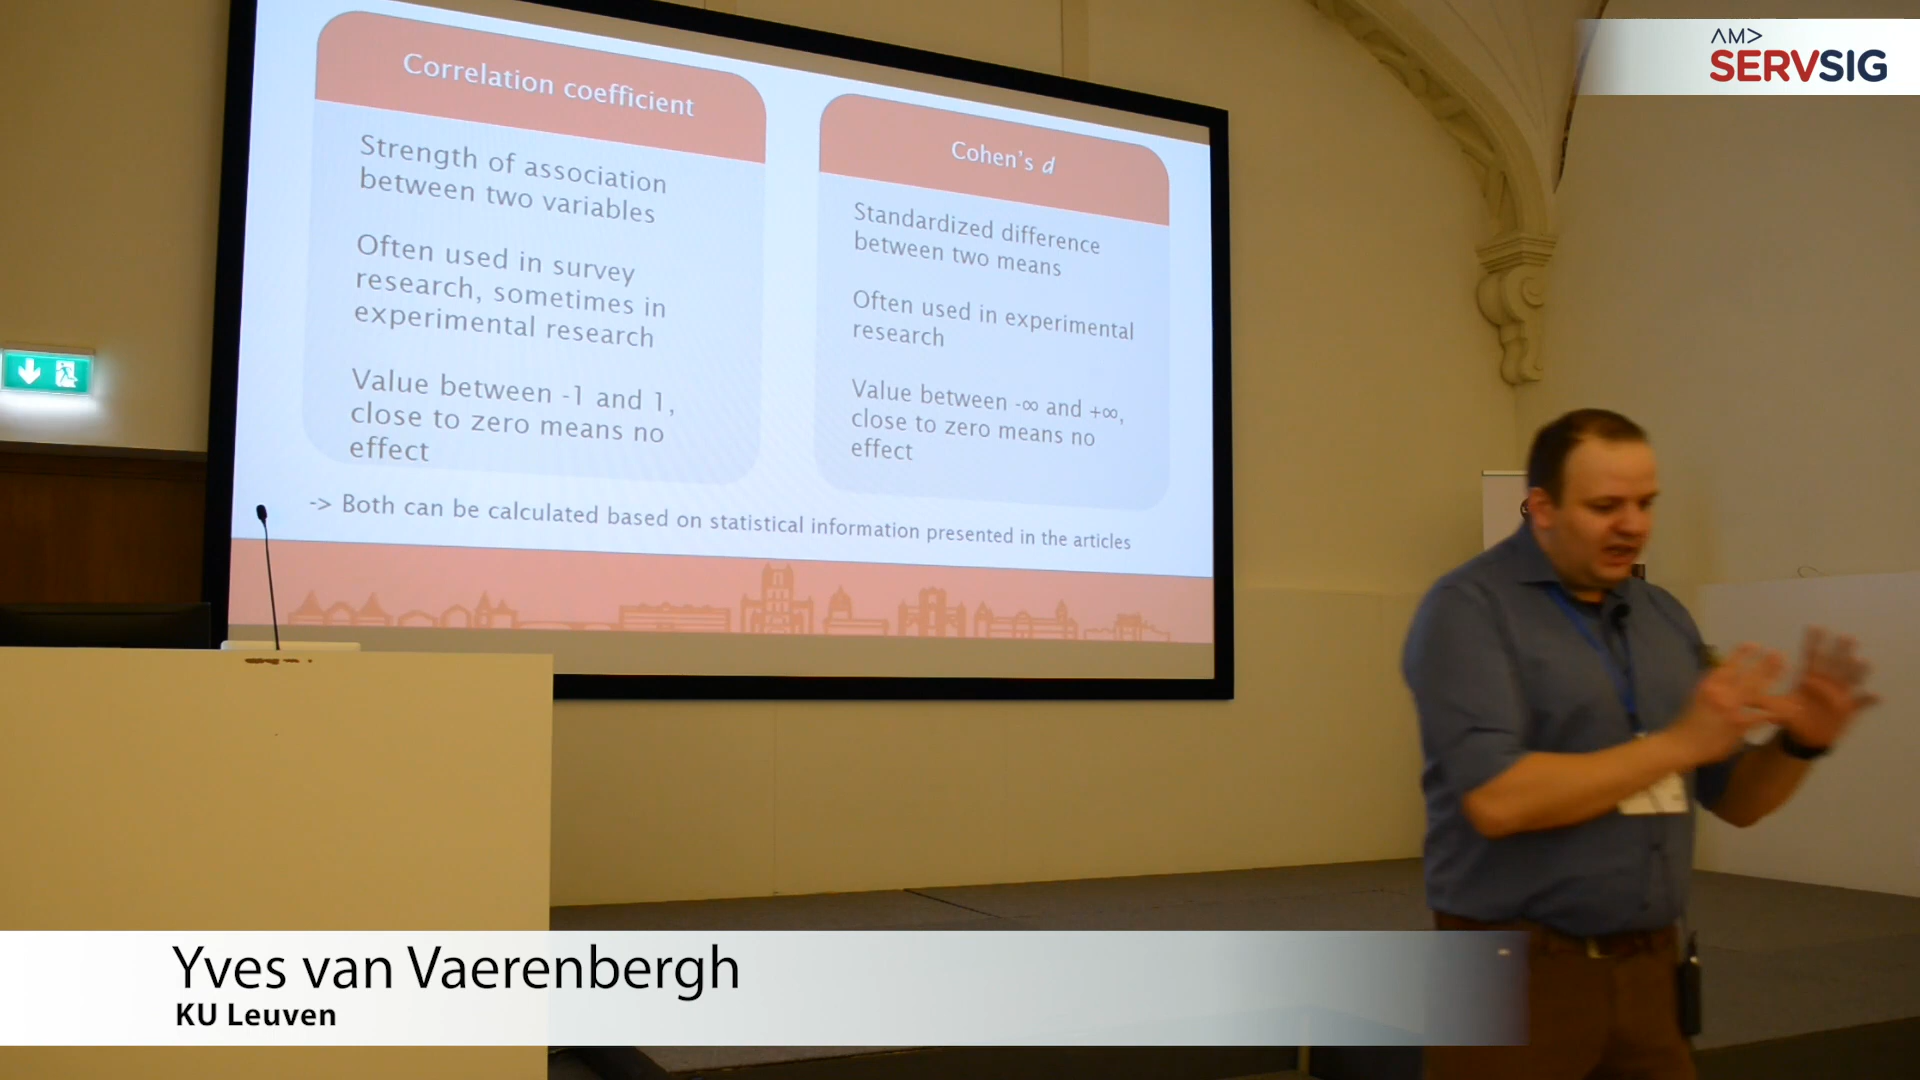 AMA
SERVSIG
Correlation coefficient
Strength of association
between two variables
Often used in survey
research, sometimes in
experimental research
Value between -1 and 1,
close to zero means no
effect
Cohen's d
Standardized difference
between two means
Often used in experimental
research
Value between -∞ and +∞,
close to zero means no
effect
-> Both can be calculated based on statistical information presented in the articles
Yves van Vaerenbergh
KU Leuven